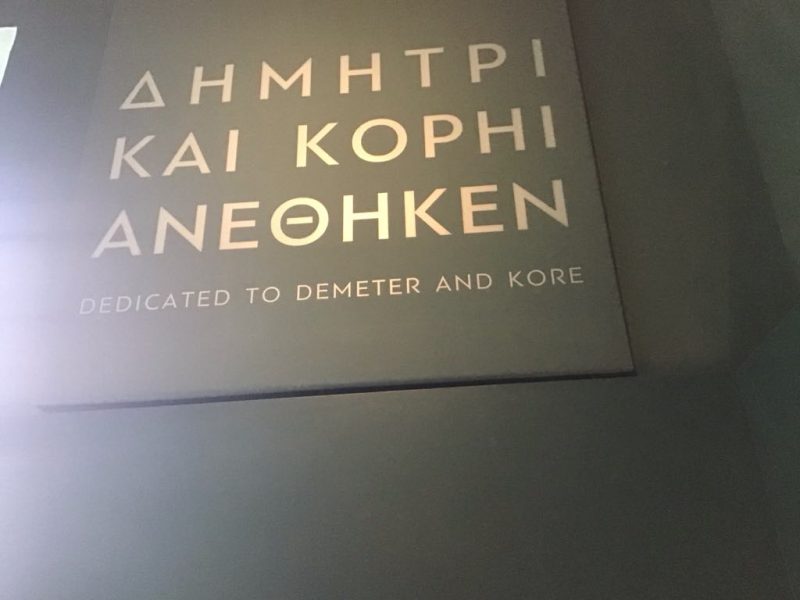 ΔΗΜΗΤΡΙ
ΚΑΙ ΚΟΡΗΙ
ΑΝΕΘΗΚΕΝ
DEDICATED TO DEMETER AND KORE